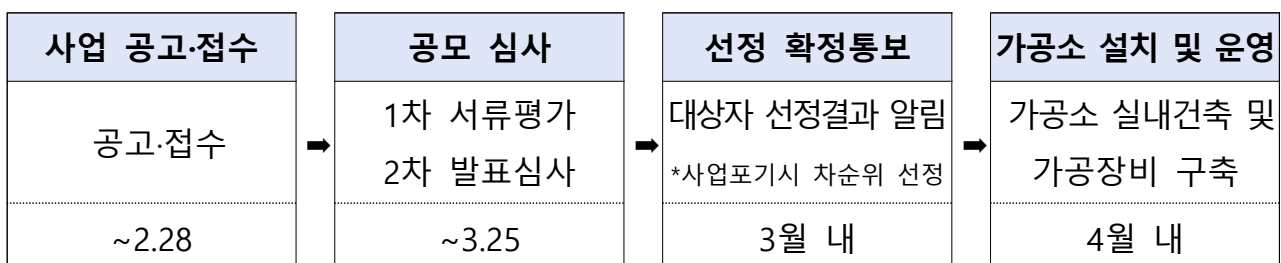 사업 공고·접수
공고·접수
~2.28
➡
공모 심사
1차 서류평가
2차 발표심사
~3.25
➡
선정 확정통보
대상자 선정결과 알림
*사업포기시 차순위 선정
3월 내
➡
가공소 설치 및 운영
가공소 실내건축 및
가공장비 구축
4월 내